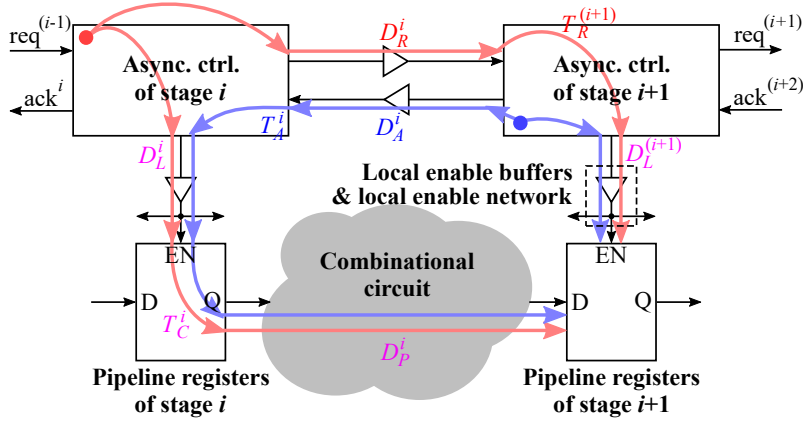 req^(i-1)
ack^i
Async. ctrl.
of stage i
D_R^i
T_R^(i+1)
T_A^i
D_A^i
Async. ctrl.
of stage i+1
req^(i+1)
ack^(i+2)
D_L^i
D_L^(i+1)
Local enable buffers
& local enable network
EN
D
Q
T_C^i
Combinational
circuit
D_P^i
EN
D
Q
Pipeline registers
of stage i
Pipeline registers
of stage i+1